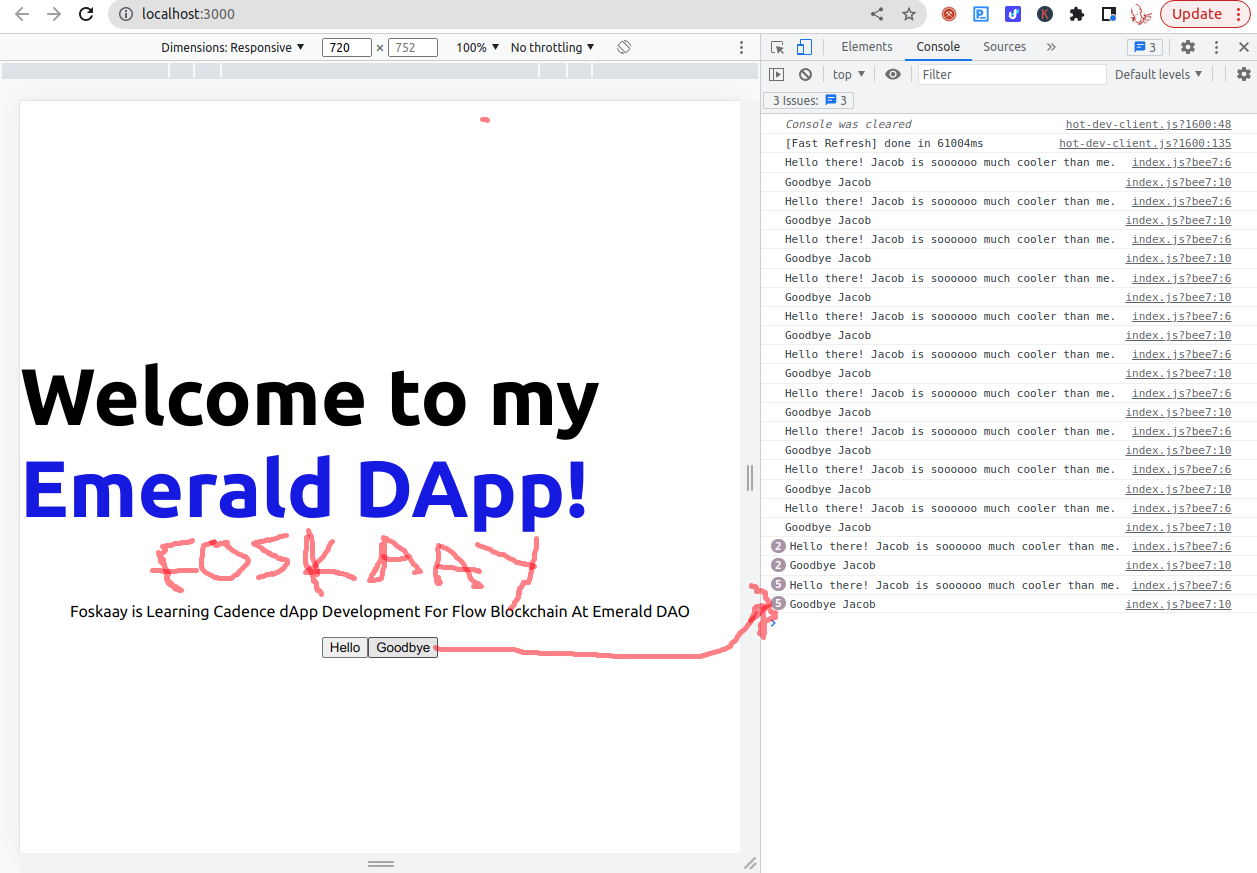 localhost:3000
Update
Dimensions: Responsive 720 × 752 100% No throttling
Welcome to my
Emerald DApp!
FOSKAAY
Foskaay is Learning Cadence dApp Development For Flow Blockchain At Emerald DAO
Hello Goodbye
Elements Console Sources » 3
top Filter Default levels
3 Issues: 3
Console was cleared hot-dev-client.js?1600:48
[Fast Refresh] done in 61004ms hot-dev-client.js?1600:135
Hello there! Jacob is soooooo much cooler than me. index.js?bee7:6
Goodbye Jacob index.js?bee7:10
Hello there! Jacob is soooooo much cooler than me. index.js?bee7:6
Goodbye Jacob index.js?bee7:10
Hello there! Jacob is soooooo much cooler than me. index.js?bee7:6
Goodbye Jacob index.js?bee7:10
Hello there! Jacob is soooooo much cooler than me. index.js?bee7:6
Goodbye Jacob index.js?bee7:10
Hello there! Jacob is soooooo much cooler than me. index.js?bee7:6
Goodbye Jacob index.js?bee7:10
Hello there! Jacob is soooooo much cooler than me. index.js?bee7:6
Goodbye Jacob index.js?bee7:10
Hello there! Jacob is soooooo much cooler than me. index.js?bee7:6
Goodbye Jacob index.js?bee7:10
Hello there! Jacob is soooooo much cooler than me. index.js?bee7:6
Goodbye Jacob index.js?bee7:10
Hello there! Jacob is soooooo much cooler than me. index.js?bee7:6
Goodbye Jacob index.js?bee7:10
Hello there! Jacob is soooooo much cooler than me. index.js?bee7:6
Goodbye Jacob index.js?bee7:10
2 Hello there! Jacob is soooooo much cooler than me. index.js?bee7:6
2 Goodbye Jacob index.js?bee7:10
5 Hello there! Jacob is soooooo much cooler than me. index.js?bee7:6
5 Goodbye Jacob index.js?bee7:10